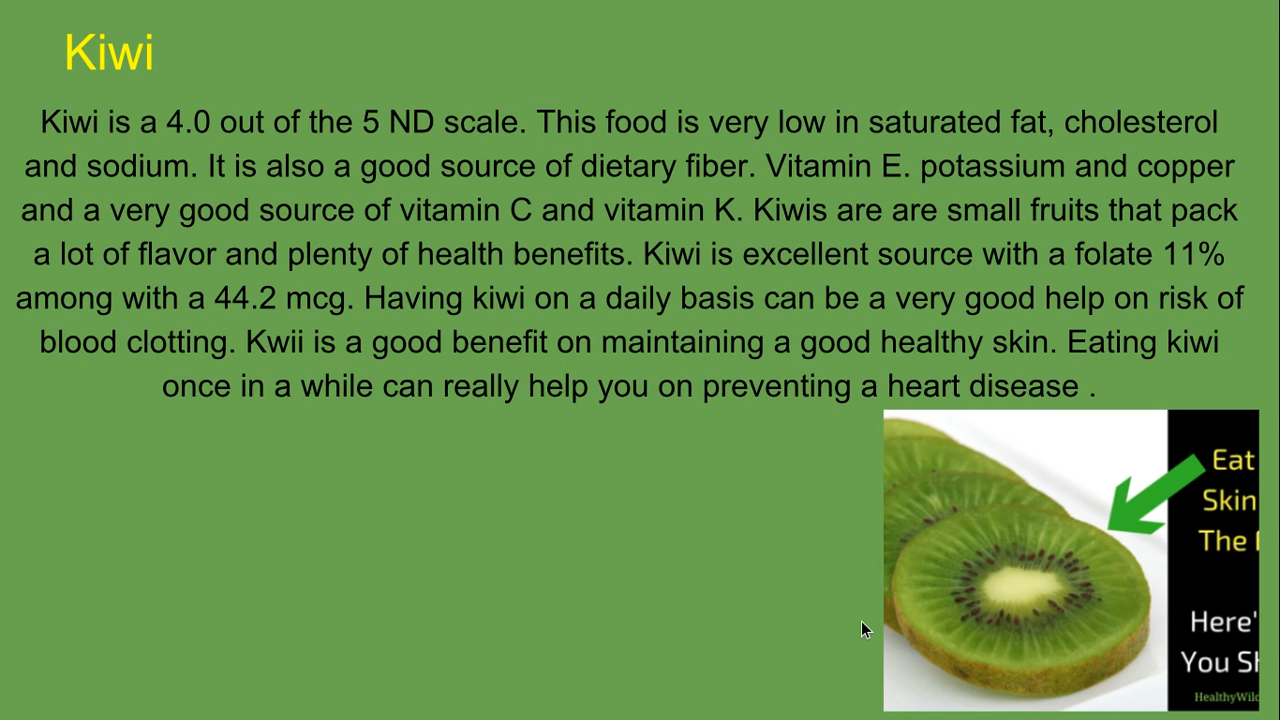 Kiwi
Kiwi is a 4.0 out of the 5 ND scale. This food is very low in saturated fat, cholesterol
and sodium. It is also a good source of dietary fiber. Vitamin E. potassium and copper
and a very good source of vitamin C and vitamin K. Kiwis are are small fruits that pack
a lot of flavor and plenty of health benefits. Kiwi is excellent source with a folate 11%
among with a 44.2 mcg. Having kiwi on a daily basis can be a very good help on risk of
blood clotting. Kwii is a good benefit on maintaining a good healthy skin. Eating kiwi
once in a while can really help you on preventing a heart disease .
Eat
Skin
The
Here'
You